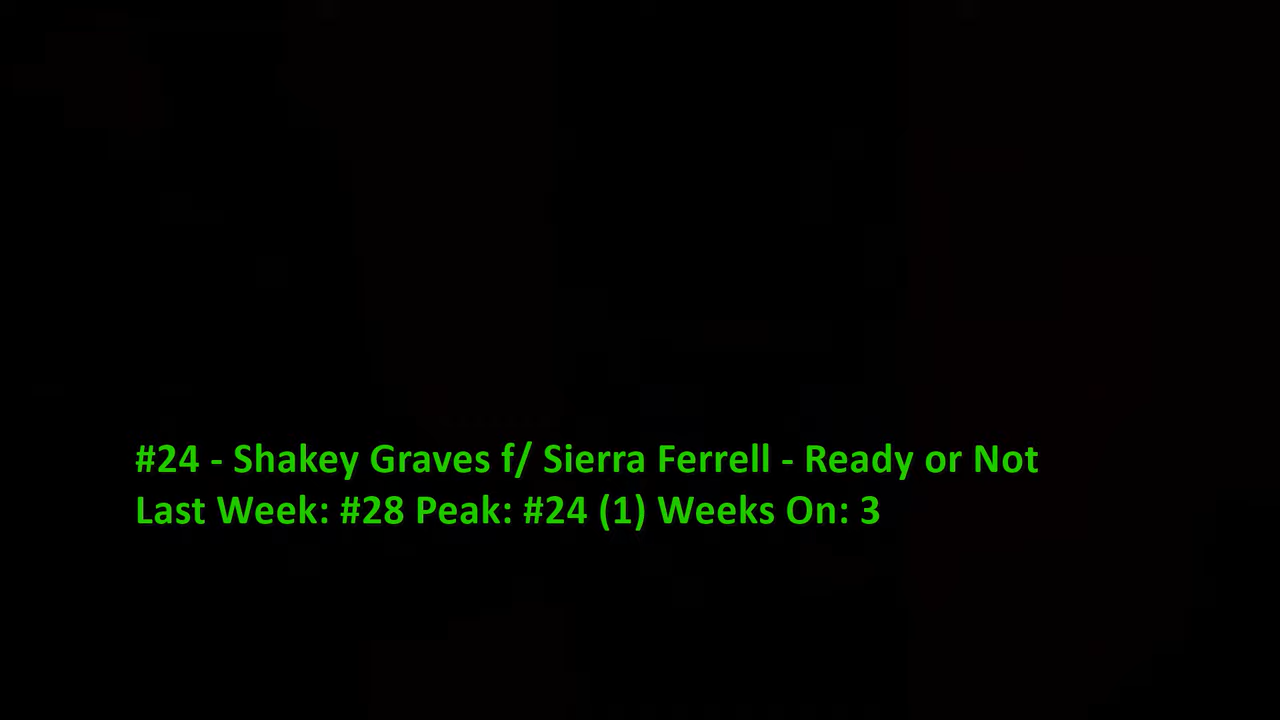 #24 - Shakey Graves f/ Sierra Ferrell - Ready or Not
Last Week: #28 Peak: #24 (1) Weeks On: 3